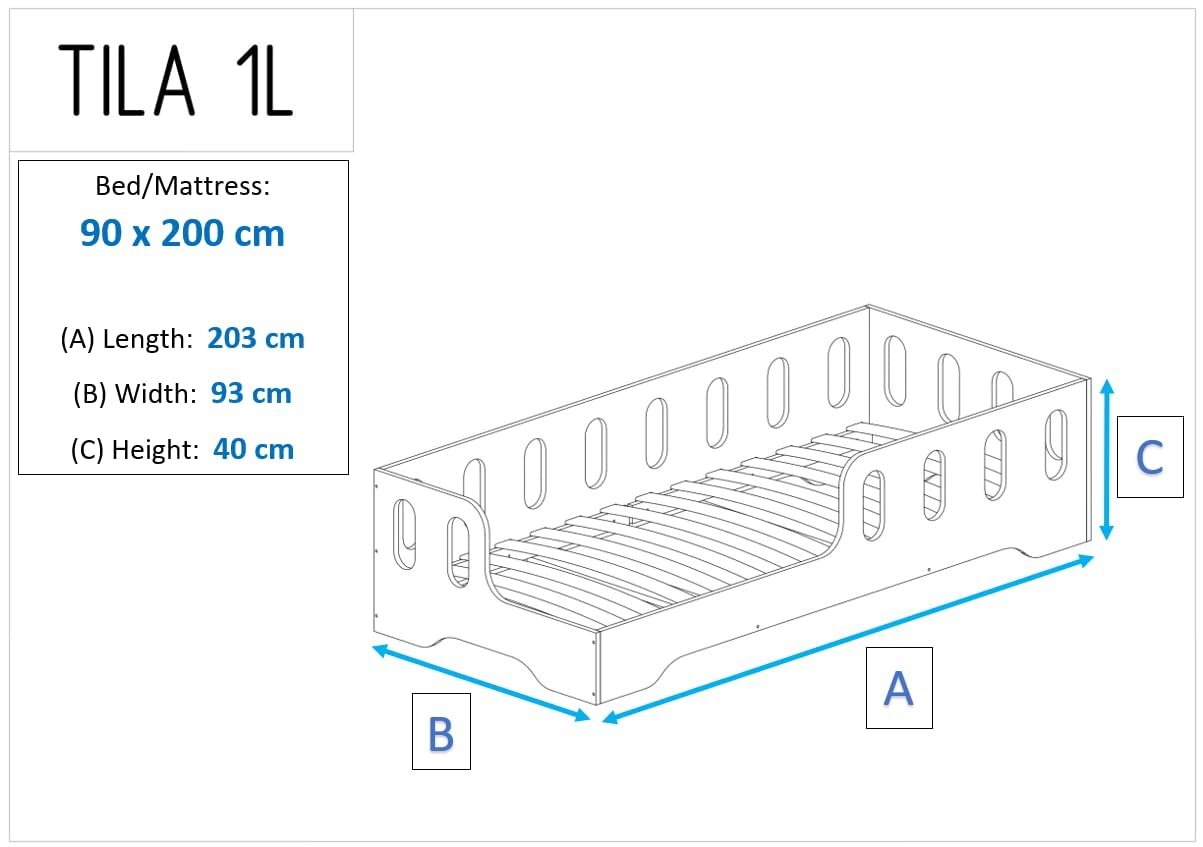 TILA 1L
Bed/Mattress:
90 x 200 cm
(A) Length: 203 cm
(B) Width: 93 cm
(C) Height: 40 cm
C
A
B